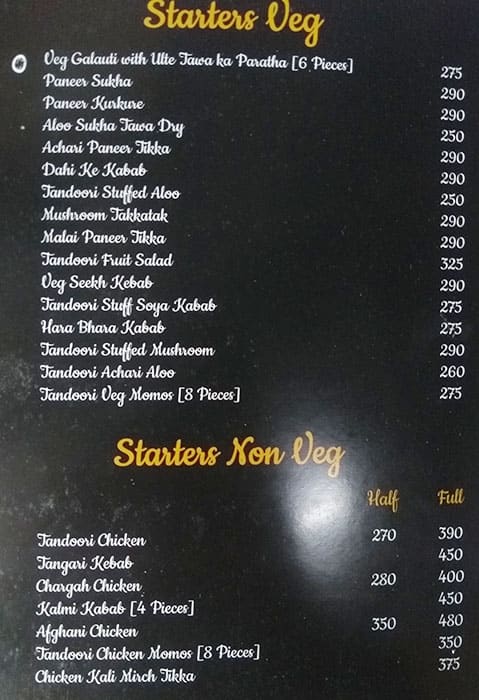 Starters Veg
Veg Galauti with Ulte Tawa ka Paratha [6 Pieces] 275
Paneer Sukha 290
Paneer Kurkure 290
Aloo Sukha Tawa Dry 250
Achari Paneer Tikka 290
Dahi Ke Kabab 290
Tandoori Stuffed Aloo 250
Mushroom Takkatak 290
Malai Paneer Tikka 290
Tandoori Fruit Salad 325
Veg Seekh Kebab 290
Tandoori Stuff Soya Kabab 275
Hara Bhara Kabab 275
Tandoori Stuffed Mushroom 290
Tandoori Achari Aloo 260
Tandoori Veg Momos [8 Pieces] 275
Starters Non Veg
Half Full
Tandoori Chicken 270 390
Tangari Kebab 450
Chargah Chicken 280 400
Kalmi Kabab [4 Pieces] 450
Afghani Chicken 350 480
Tandoori Chicken Momos [8 Pieces] 350
Chicken Kali Mirch Tikka 375